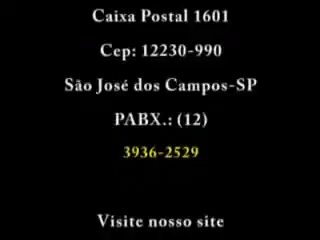 Caixa Postal 1601
Cep: 12230-990
São José dos Campos-SP
PABX.: (12)
3936-2529
Visite nosso site